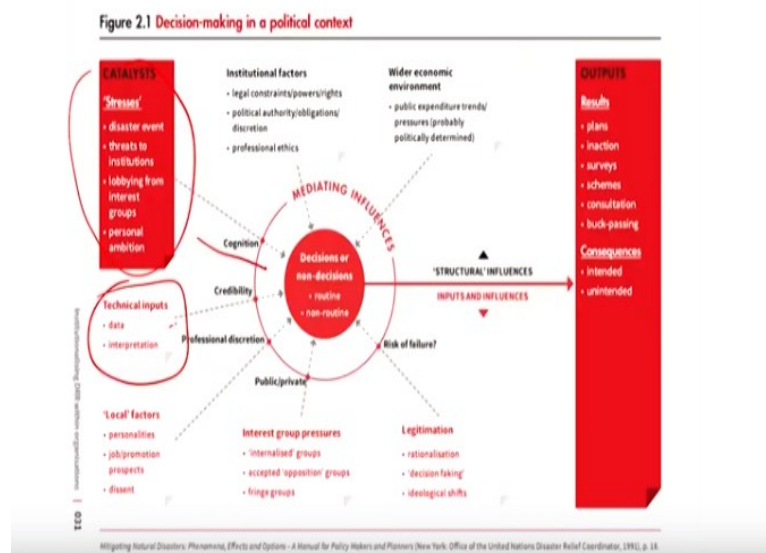 Figure 2.1 Decision-making in a political context
CATALYSTS
'Stresses'
• disaster event
• threats to
institutions
• lobbying from
interest
groups
• personal
ambition
Institutional factors
• legal constraints/powers/rights
• political authority/obligations/
discretion
• professional ethics
Wider economic
environment
• public expenditure trends/
pressures (probably
politically determined)
OUTPUTS
Results
• plans
• inaction
• surveys
• schemes
• consultation
• buck-passing
Consequences
• intended
• unintended
MEDIATING INFLUENCES
Cognition
Credibility
Professional discretion
Public/private
Risk of failure?
Decisions or
non-decisions
• routine
• non-routine
'STRUCTURAL' INFLUENCES
INPUTS AND INFLUENCES
Technical inputs
• data
• interpretation
'Local' factors
• personalities
• job/promotion
prospects
• dissent
Interest group pressures
• 'internalised' groups
• accepted 'opposition' groups
• fringe groups
Legitimation
• rationalisation
• 'decision faking'
• ideological shifts
Institutionalising DRR within organisations
031
Mitigating Natural Disasters: Phenomena, Effects and Options - A Manual for Policy Makers and Planners (New York: Office of the United Nations Disaster Relief Coordinator, 1991), p. 16